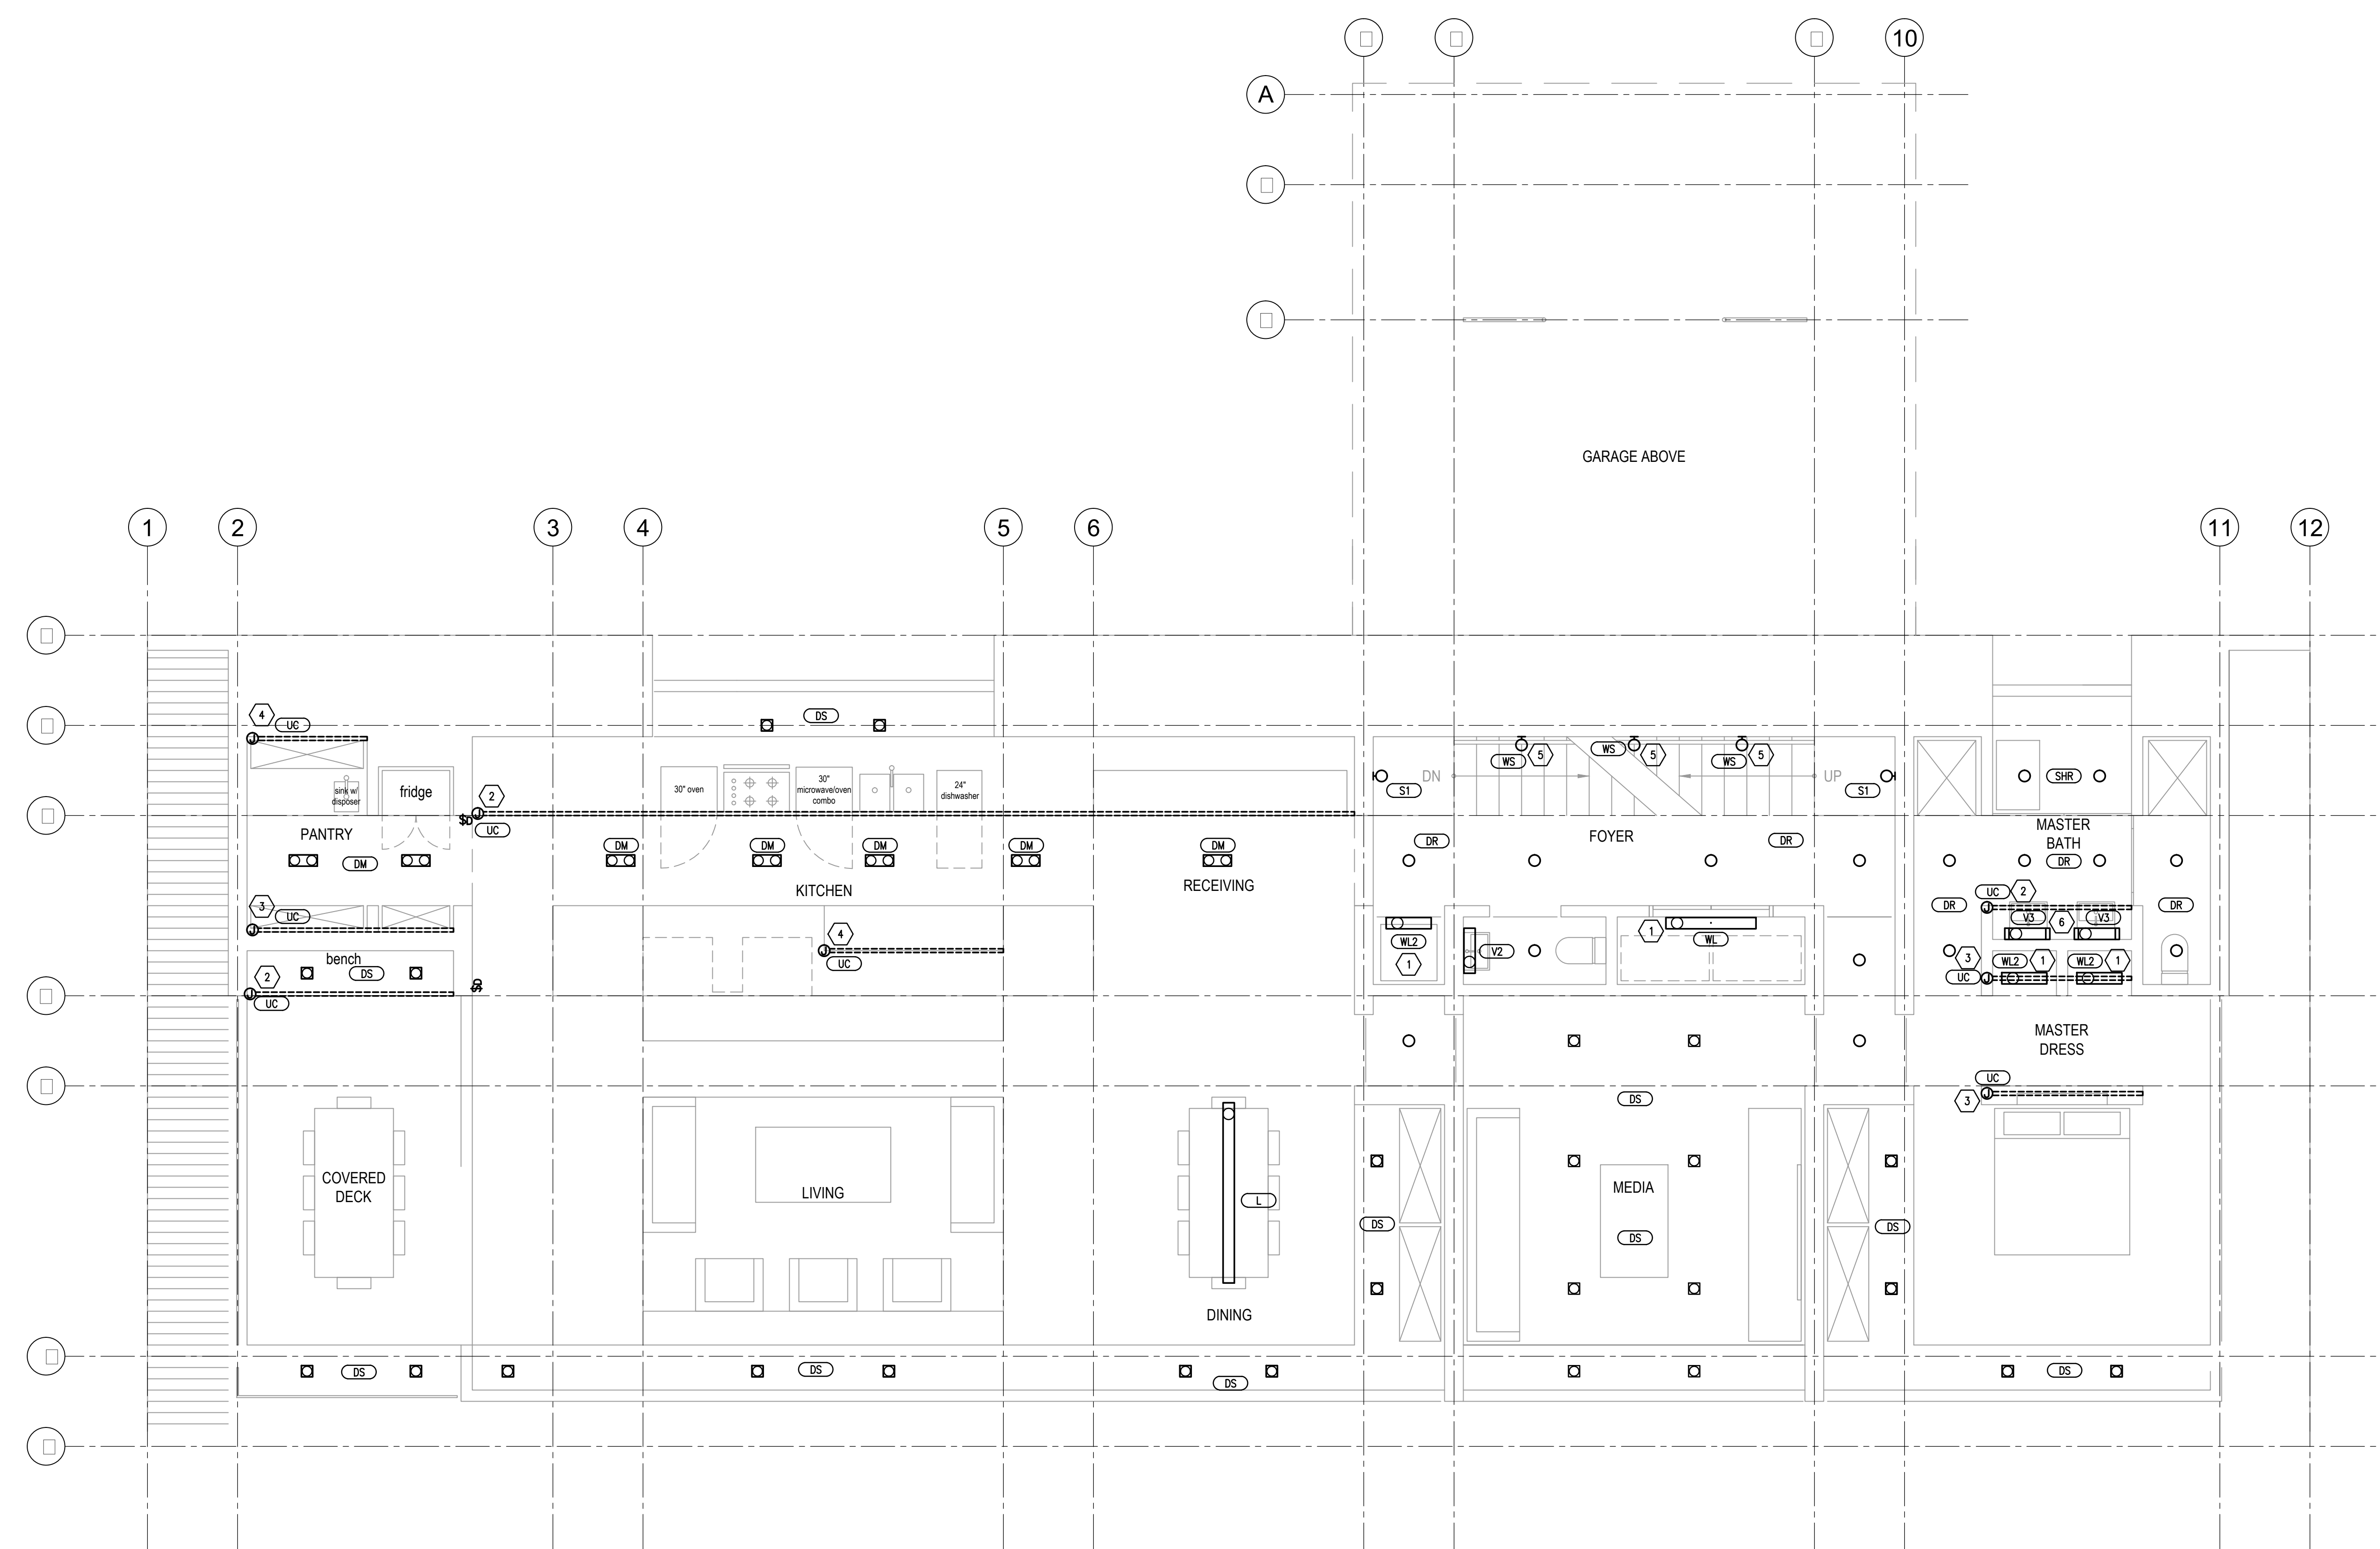 10
A
GARAGE ABOVE
1
2
3
4
5
6
11
12
4
UC
DS
WS
5
WS
5
WS
5
DN
UP
S1
S1
SHR
sink w/
disposer
fridge
2
$D
UC
30" oven
30"
microwave/oven
combo
24"
dishwasher
PANTRY
DM
DM
DM
DM
DM
DM
KITCHEN
RECEIVING
DR
FOYER
DR
MASTER
BATH
DR
3
UC
UC
2
DR
DR
V3
6
V3
4
UC
WL2
1
V2
1
WL
bench
DS
2
UC
$D
3
UC
WL2
1
WL2
1
MASTER
DRESS
UC
3
DS
COVERED
DECK
LIVING
L
MEDIA
DS
DS
DS
DINING
DS
DS
DS
DS